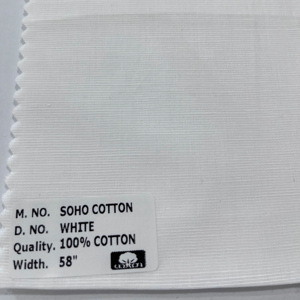 M. NO. SOHO COTTON
D. NO. WHITE
Quality. 100% COTTON
Width. 58"